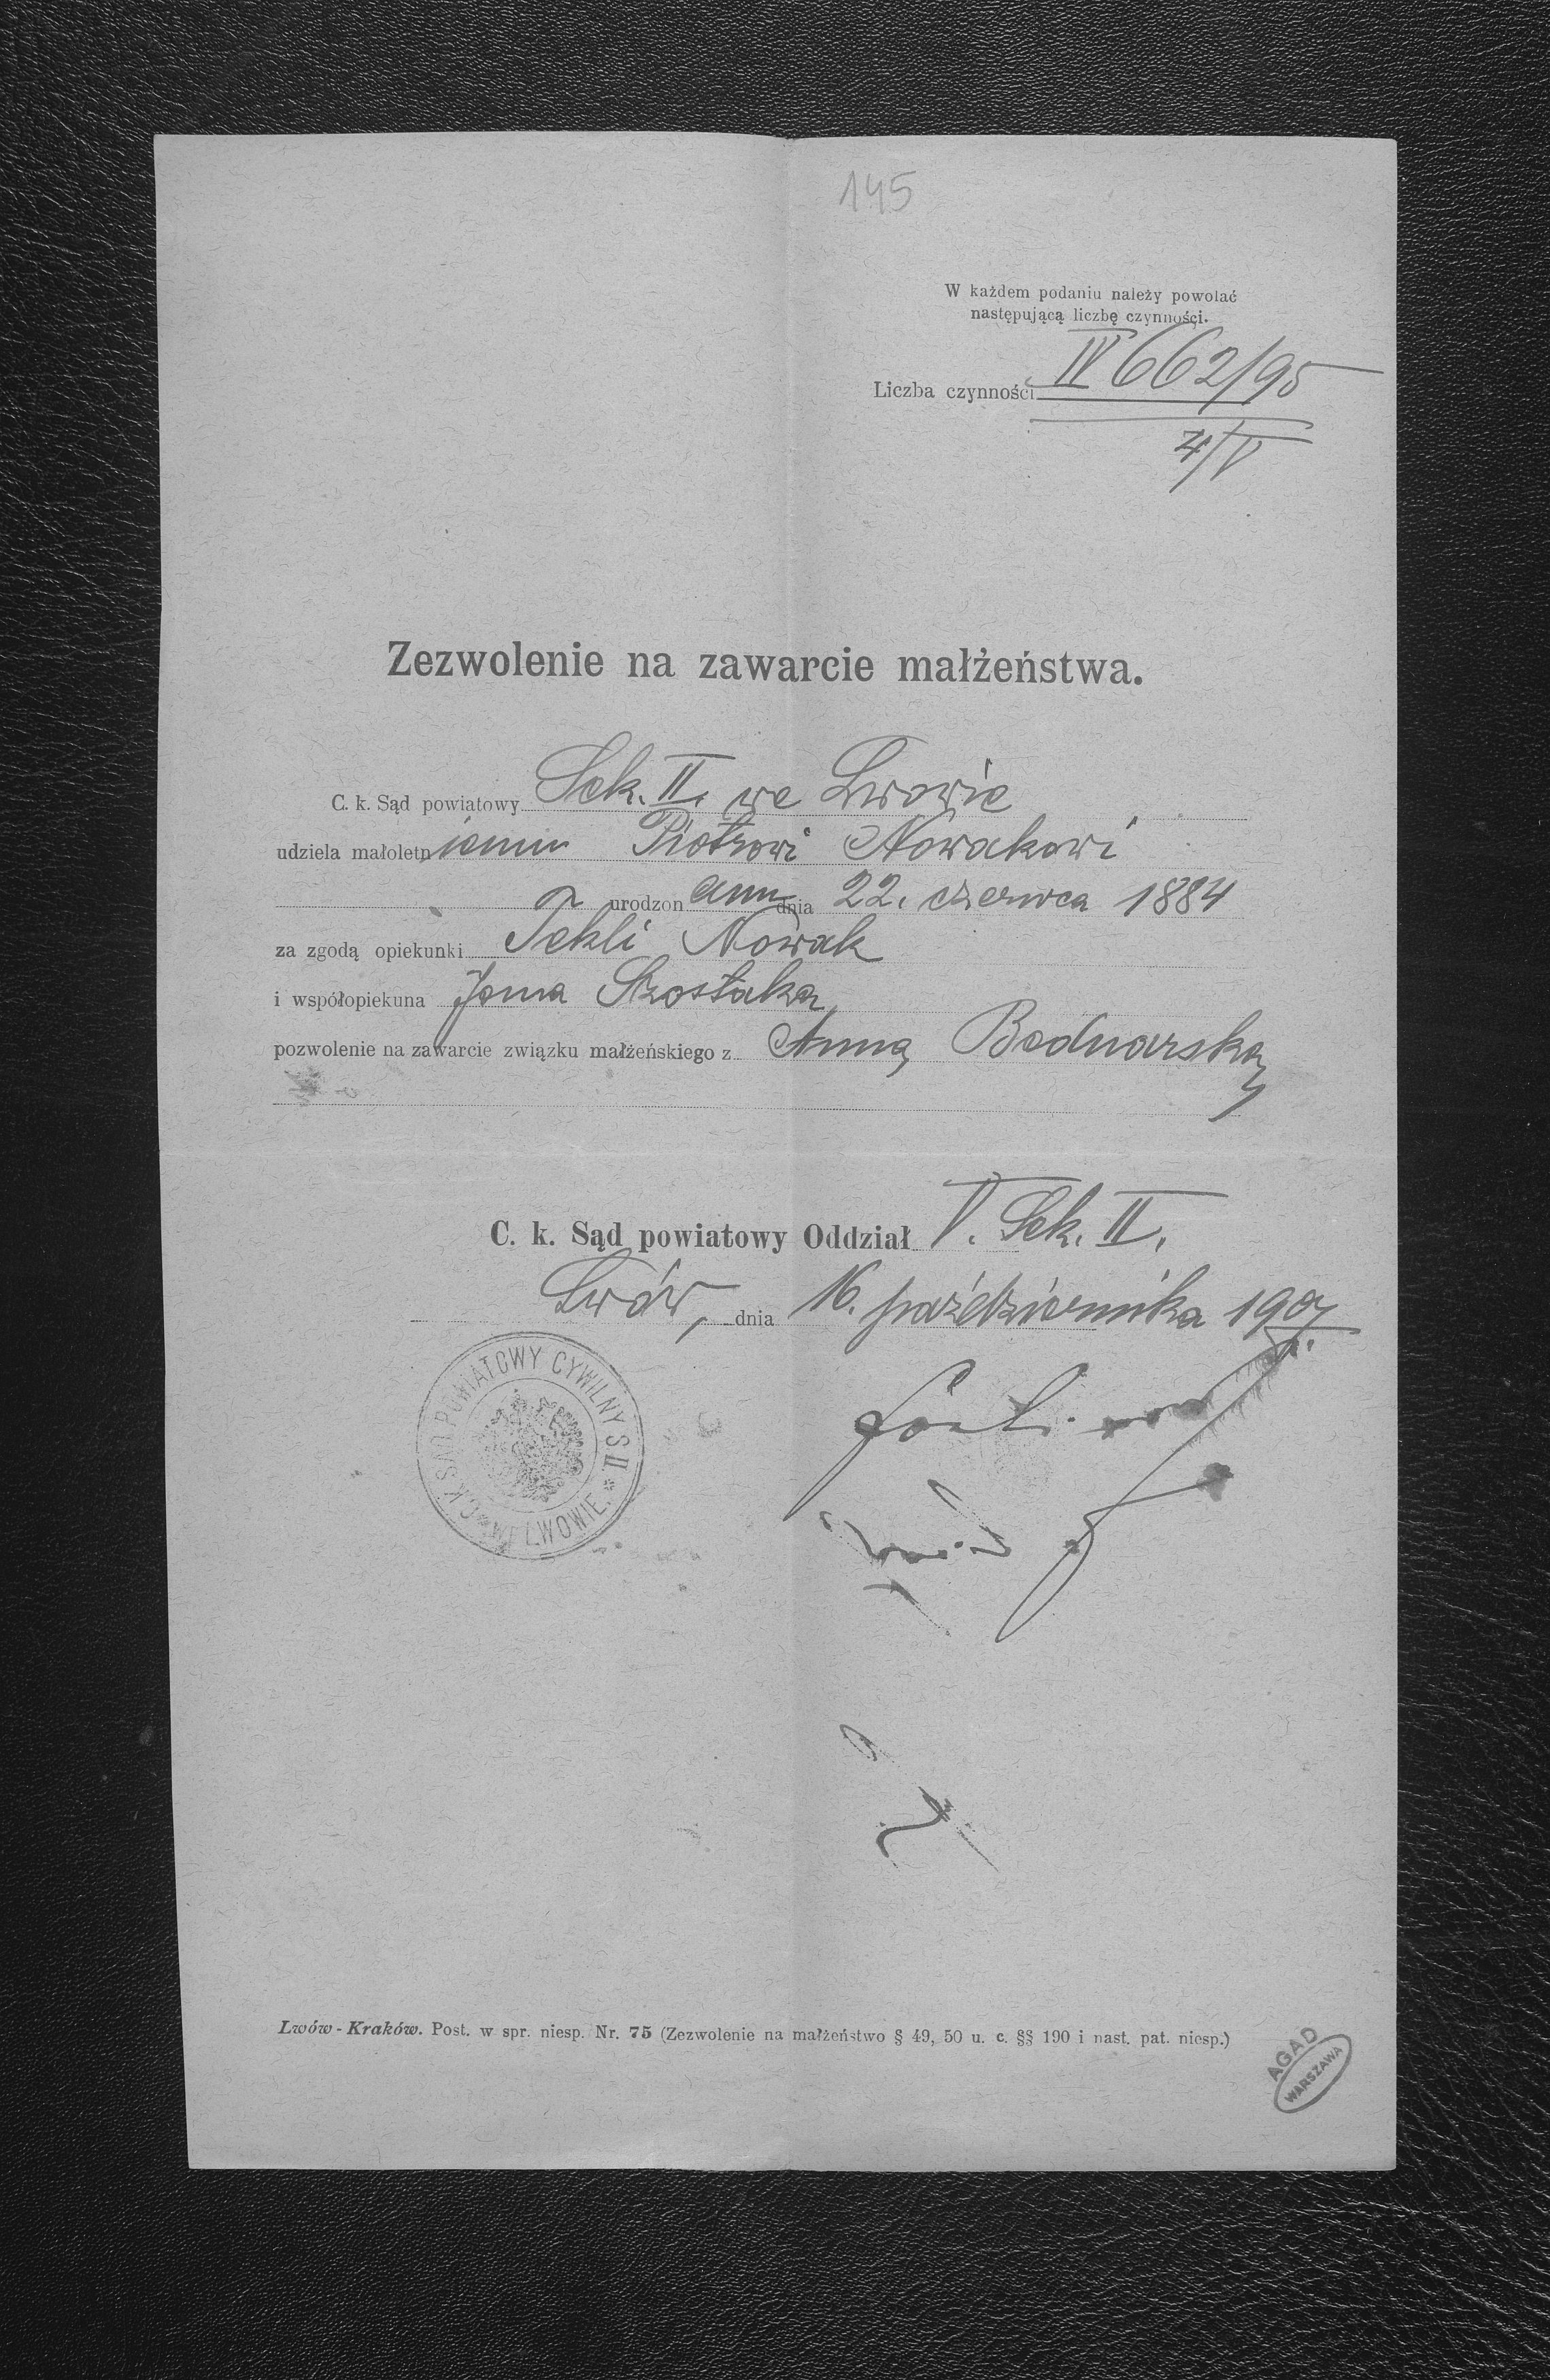 145
W każdem podaniu należy powołać
następującą liczbę czynności.
Liczba czynności IV 662/95
4/V
Zezwolenie na zawarcie małżeństwa.
C. k. Sąd powiatowy Sek. II. we Lwowie
udziela małoletniemu Piotrowi Nowakowi
urodzonemu dnia 22. czerwca 1884
za zgodą opiekunki Tekli Nowak
i współopiekuna Jana Szostaka
pozwolenie na zawarcie związku małżeńskiego z Anną Bednarską
C. k. Sąd powiatowy Oddział V. Sek. II.
Lwów, dnia 16. października 1907
C.K. SĄD POWIATOWY CYWILNY S II
WE LWOWIE.
Lwów-Kraków. Post. w spr. niesp. Nr. 75 (Zezwolenie na małżeństwo § 49, 50 u. c. §§ 190 i nast. pat. niesp.)
AGAD
WARSZAWA